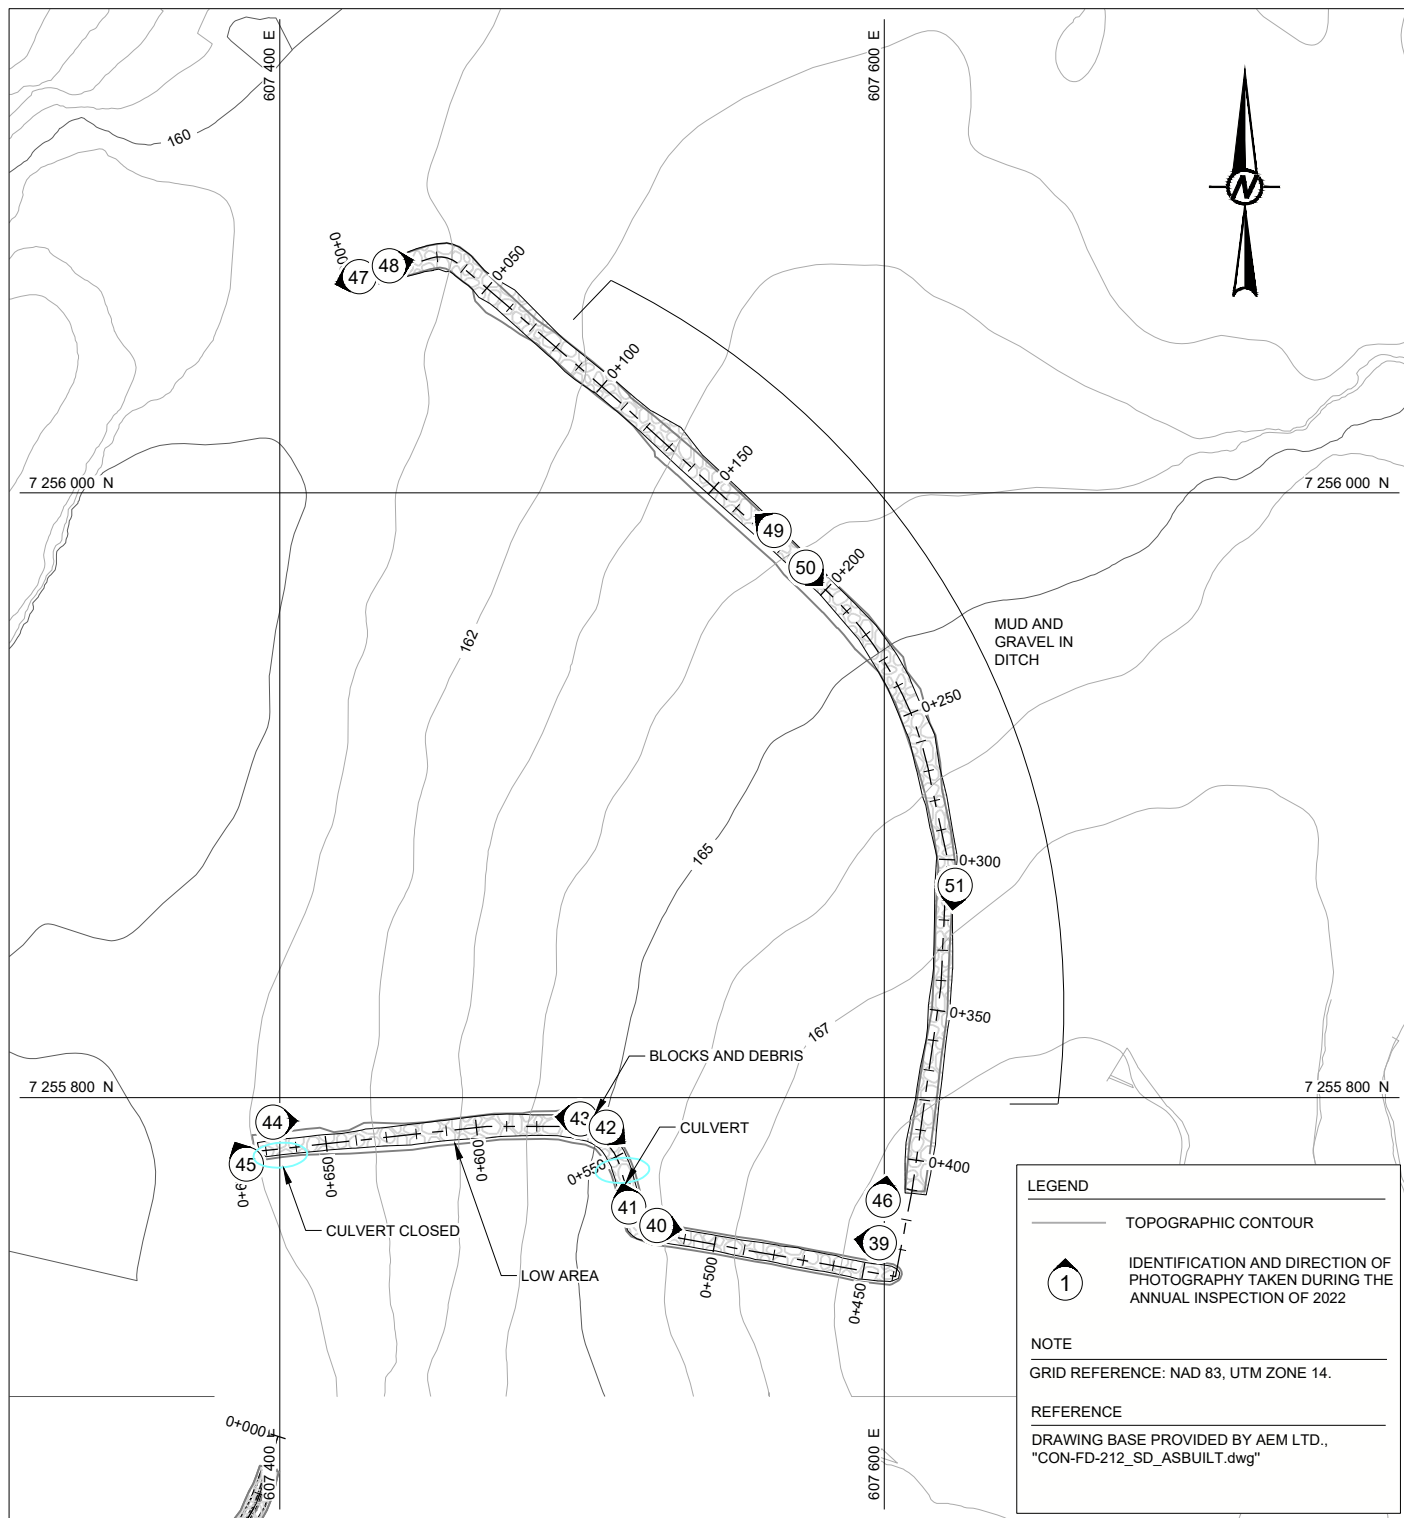 607 400 E
607 600 E
160
N
0+00
47
48
0+050
0+100
0+150
7 256 000 N
7 256 000 N
49
50
0+200
MUD AND
GRAVEL IN
DITCH
162
0+250
165
0+300
51
0+350
167
BLOCKS AND DEBRIS
7 255 800 N
7 255 800 N
44
43
42
CULVERT
45
0+6
0+650
0+600
0+550
0+400
46
41
40
39
CULVERT CLOSED
LOW AREA
0+500
0+450
LEGEND
TOPOGRAPHIC CONTOUR
1
IDENTIFICATION AND DIRECTION OF
PHOTOGRAPHY TAKEN DURING THE
ANNUAL INSPECTION OF 2022
NOTE
GRID REFERENCE: NAD 83, UTM ZONE 14.
REFERENCE
DRAWING BASE PROVIDED BY AEM LTD.,
"CON-FD-212_SD_ASBUILT.dwg"
0+000
607 400 E
607 600 E